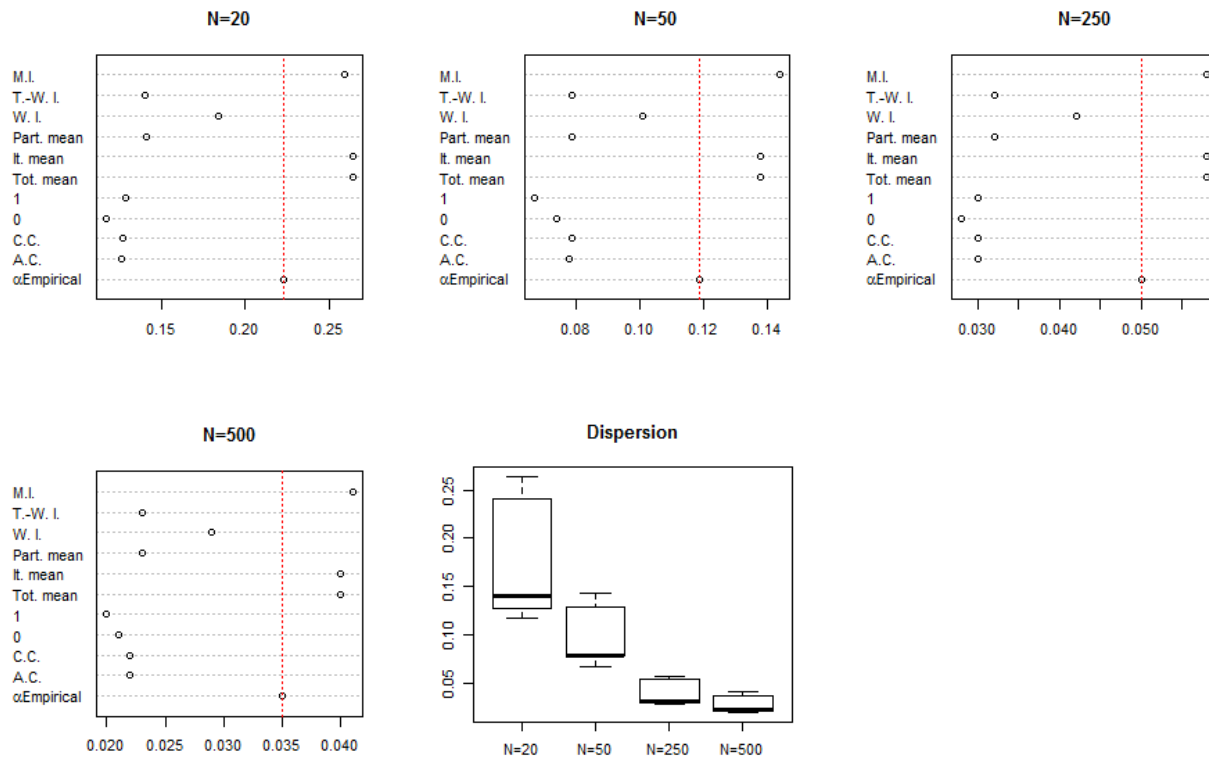 N=20
M.I.
T.-W. I.
W. I.
Part. mean
It. mean
Tot. mean
1
0
C.C.
A.C.
αEmpirical
0.15 0.20 0.25
N=50
M.I.
T.-W. I.
W. I.
Part. mean
It. mean
Tot. mean
1
0
C.C.
A.C.
αEmpirical
0.08 0.10 0.12 0.14
N=250
M.I.
T.-W. I.
W. I.
Part. mean
It. mean
Tot. mean
1
0
C.C.
A.C.
αEmpirical
0.030 0.040 0.050
N=500
M.I.
T.-W. I.
W. I.
Part. mean
It. mean
Tot. mean
1
0
C.C.
A.C.
αEmpirical
0.020 0.025 0.030 0.035 0.040
Dispersion
0.25
0.20
0.15
0.10
0.05
N=20 N=50 N=250 N=500